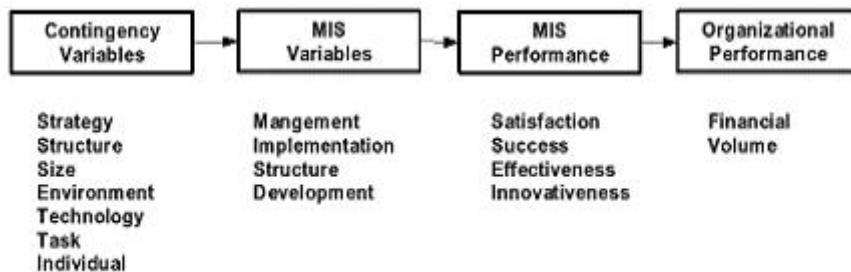 Contingency
Variables
MIS
Variables
MIS
Performance
Organizational
Performance
Strategy
Structure
Size
Environment
Technology
Task
Individual
Mangement
Implementation
Structure
Development
Satisfaction
Success
Effectiveness
Innovativeness
Financial
Volume